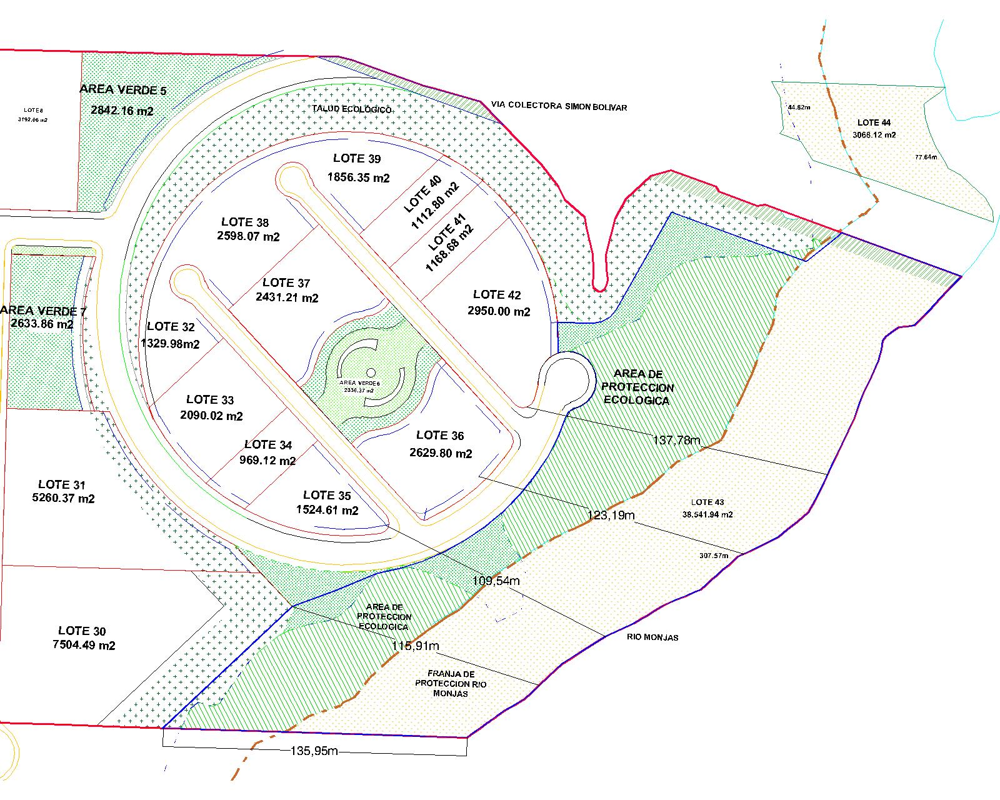 AREA VERDE 5
2842.16 m2
LOTE 8
3192.06 m2
TALUD ECOLOGICO
VIA COLECTORA SIMON BOLIVAR
44.82m
LOTE 44
3068.12 m2
77.64m
LOTE 39
1856.35 m2
LOTE 40
1112.80 m2
LOTE 41
1168.68 m2
LOTE 38
2598.07 m2
LOTE 37
2431.21 m2
LOTE 42
2950.00 m2
AREA VERDE 7
2633.86 m2
LOTE 32
1329.98m2
AREA VERDE 6
2330.37 m2
AREA DE
PROTECCION
ECOLOGICA
LOTE 33
2090.02 m2
LOTE 34
969.12 m2
LOTE 36
2629.80 m2
137,78m
LOTE 31
5260.37 m2
LOTE 35
1524.61 m2
LOTE 43
38.541.94 m2
123,19m
307.57m
109,54m
AREA DE
PROTECCION
ECOLOGICA
LOTE 30
7504.49 m2
115,91m
RIO MONJAS
FRANJA DE
PROTECCION RIO
MONJAS
135,95m